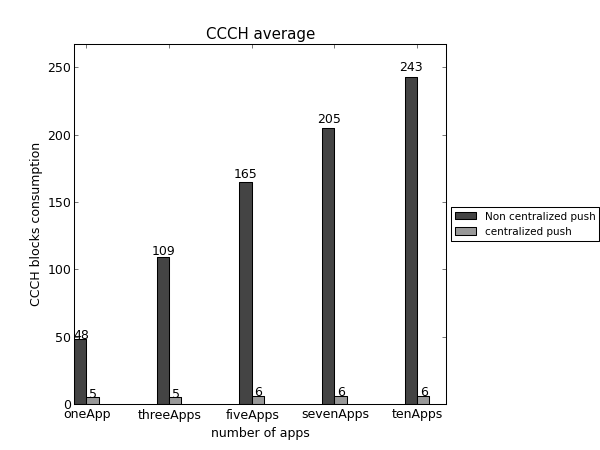 CCCH average
CCCH blocks consumption
250
200
150
100
50
0
48
5
109
5
165
6
205
6
243
6
oneApp threeApps fiveApps sevenApps tenApps
number of apps
Non centralized push
centralized push